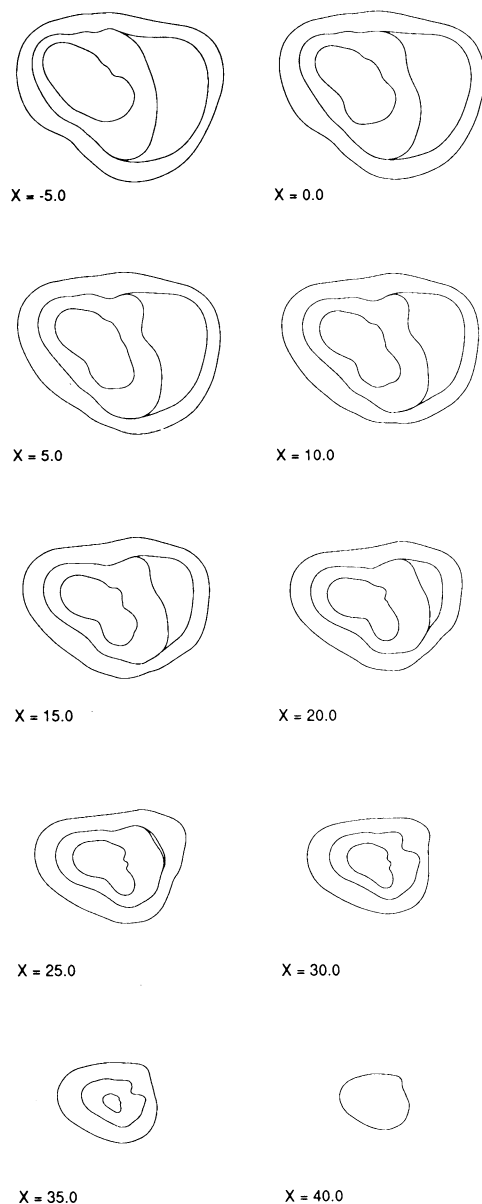 X = -5.0
X = 0.0
X = 5.0
X = 10.0
X = 15.0
X = 20.0
X = 25.0
X = 30.0
X = 35.0
X = 40.0